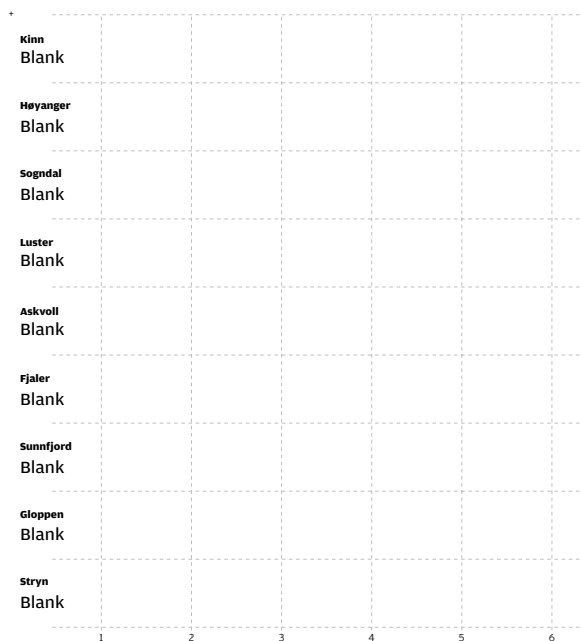 +
Kinn
Blank
Høyanger
Blank
Sogndal
Blank
Luster
Blank
Askvoll
Blank
Fjaler
Blank
Sunnfjord
Blank
Gloppen
Blank
Stryn
Blank
1 2 3 4 5 6